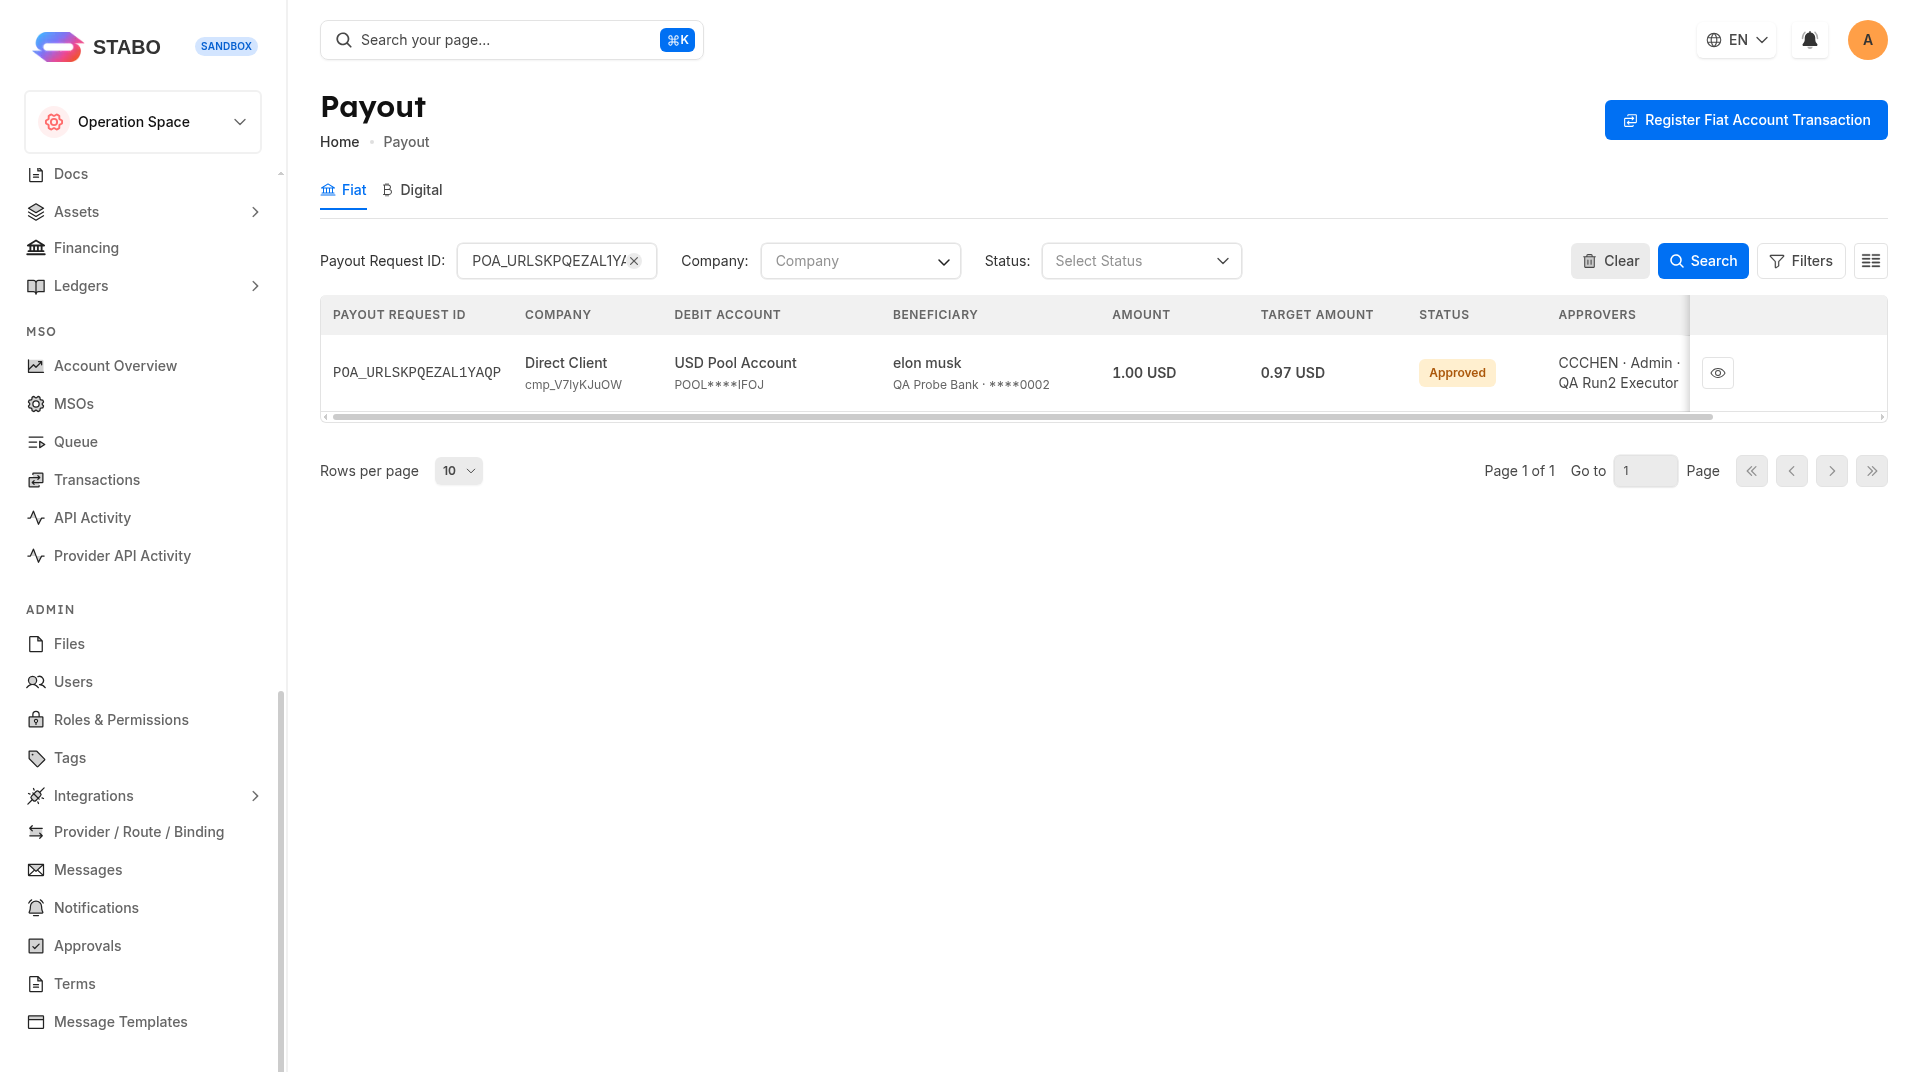 STABO
SANDBOX
Search your page...
⌘K
EN
A
Operation Space
Docs
Assets
Financing
Ledgers
MSO
Account Overview
MSOs
Queue
Transactions
API Activity
Provider API Activity
ADMIN
Files
Users
Roles & Permissions
Tags
Integrations
Provider / Route / Binding
Messages
Notifications
Approvals
Terms
Message Templates
Payout
Home • Payout
Register Fiat Account Transaction
Fiat
Digital
Payout Request ID: POA_URLSKPQEZAL1YA
Company: Company
Status: Select Status
Clear
Search
Filters
PAYOUT REQUEST ID COMPANY DEBIT ACCOUNT BENEFICIARY AMOUNT TARGET AMOUNT STATUS APPROVERS
POA_URLSKPQEZAL1YAQP
Direct Client
cmp_V7IyKJuOW
USD Pool Account
POOL****IFOJ
elon musk
QA Probe Bank · ****0002
1.00 USD
0.97 USD
Approved
CCCHEN · Admin ·
QA Run2 Executor
Rows per page 10
Page 1 of 1 Go to 1 Page